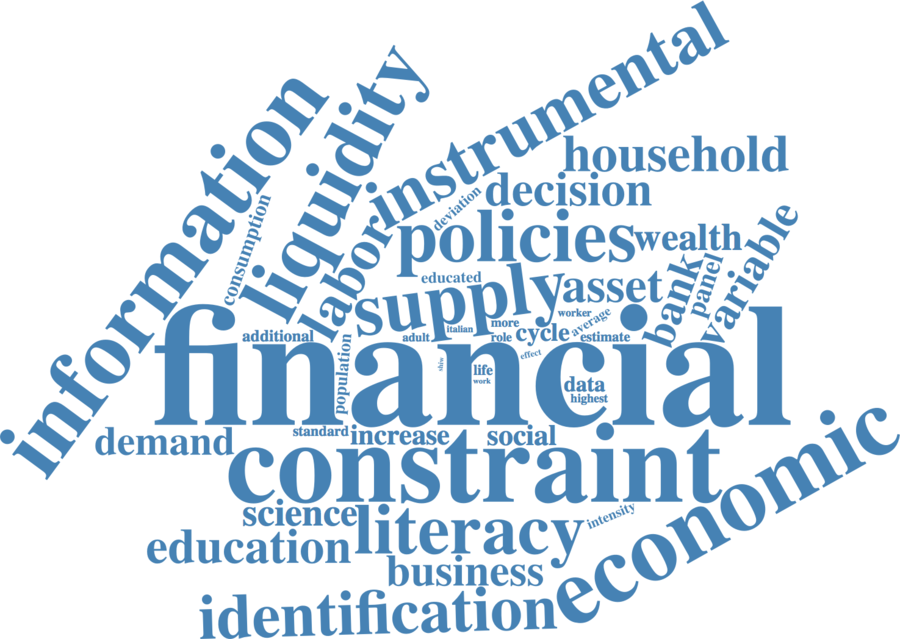 instrumental
information
liquidity
household
decision
deviation
consumption
labor
policies
wealth
variable
educated
supply
asset
bank
panel
additional
adult
italian
more
role
cycle
worker
average
estimate
financial
population
effect
shiw
life
work
data
highest
demand
standard
increase
social
constraint
economic
science
literacy
intensity
education
business
identification